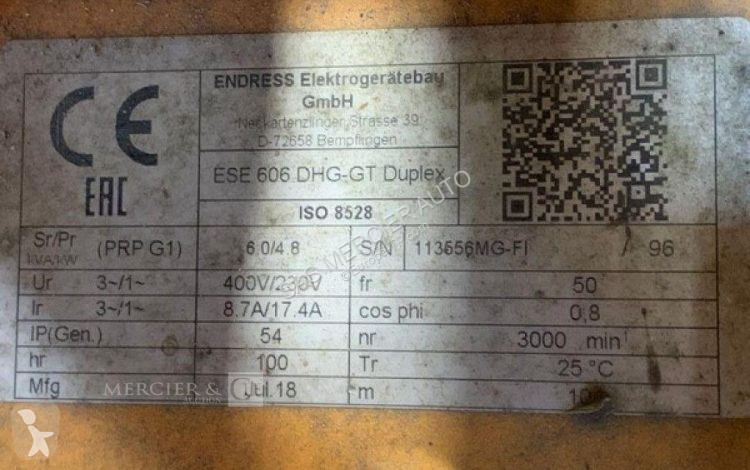 CE
EAC
ENDRESS Elektrogerätebau
GmbH
Neckartenzlinger Strasse 39
D-72658 Bempflingen
ESE 606 DHG-GT Duplex
ISO 8528
Sr/Pr kVA/kW (PRP G1) 6.0/4.8 S/N 113556MG-FI / 96
Ur 3~/1~ 400V/230V fr 50
Ir 3~/1~ 8.7A/17.4A cos phi 0,8
IP(Gen.) 54 nr 3000 min
hr 100 Tr 25 °C
Mfg Jul.18 m
MERCIER &
AUCTION
MERCIER AUTO